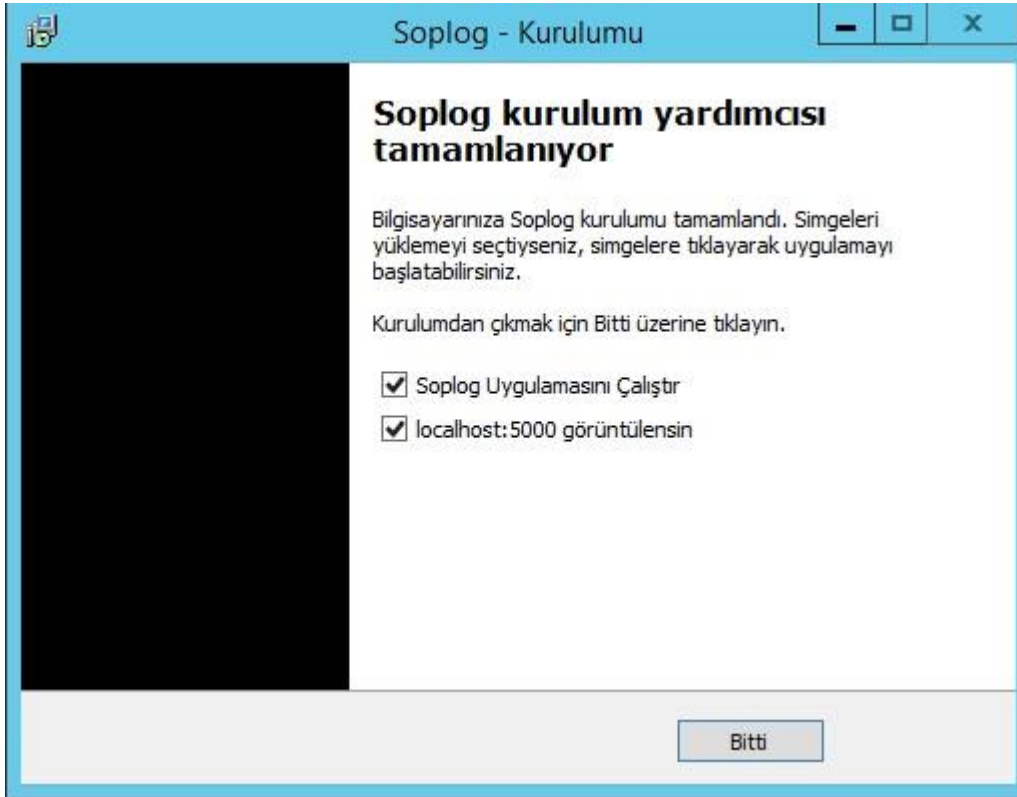 Soplog - Kurulumu
Soplog kurulum yardımcısı
tamamlanıyor
Bilgisayarınıza Soplog kurulumu tamamlandı. Simgeleri
yüklemeyi seçtiyseniz, simgelere tıklayarak uygulamayı
başlatabilirsiniz.
Kurulumdan çıkmak için Bitti üzerine tıklayın.
Soplog Uygulamasını Çalıştır
localhost:5000 görüntülensin
Bitti